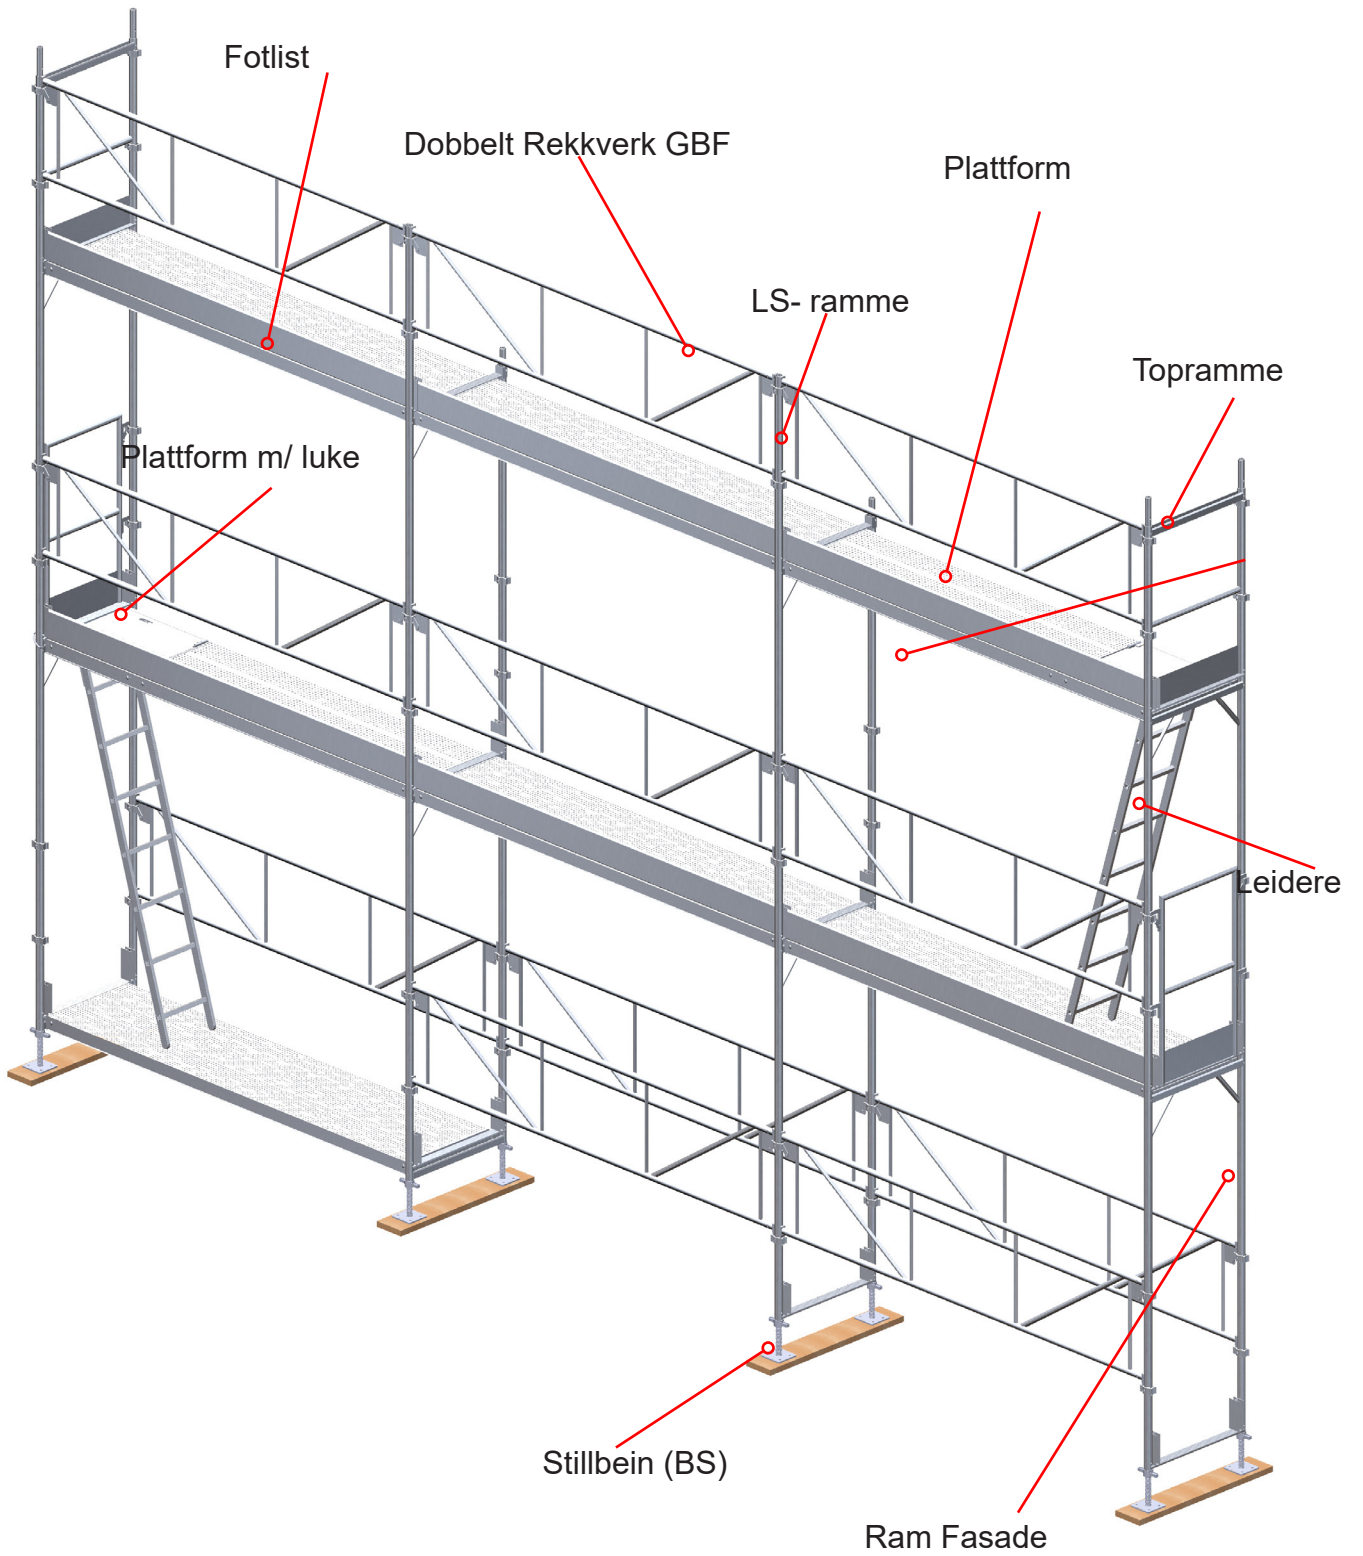 Fotlist
Dobbelt Rekkverk GBF
Plattform
LS- ramme
Topramme
Plattform m/ luke
Leidere
Stillbein (BS)
Ram Fasade